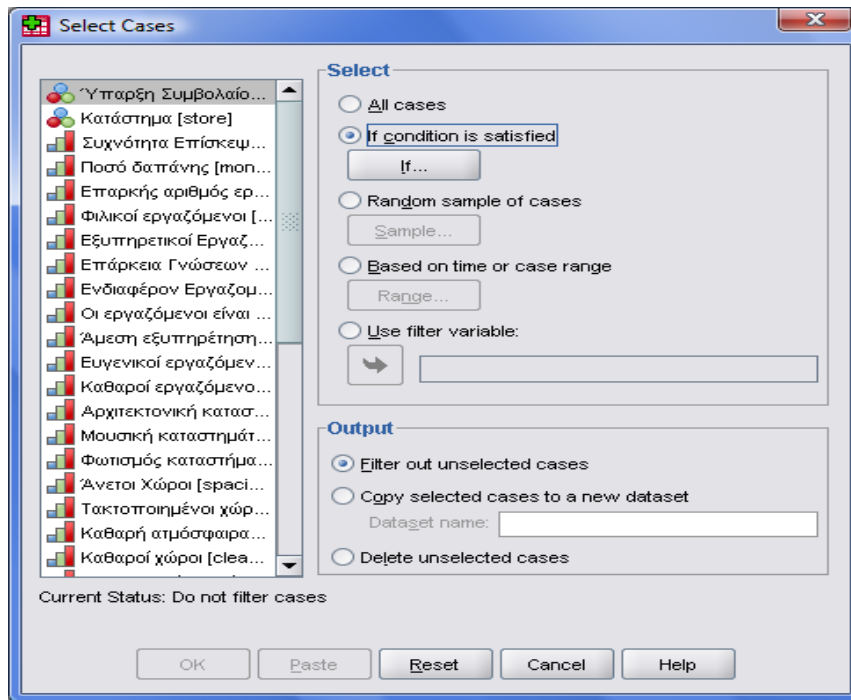 Select Cases
Ύπαρξη Συμβολαίο...
Κατάστημα [store]
Συχνότητα Επίσκεψ...
Ποσό δαπάνης [mon...
Επαρκής αριθμός ερ...
Φιλικοί εργαζόμενοι [...
Εξυπηρετικοί Εργαζ...
Επάρκεια Γνώσεων ...
Ενδιαφέρον Εργαζομ...
Οι εργαζόμενοι είναι ...
Άμεση εξυπηρέτηση...
Ευγενικοί εργαζόμεν...
Καθαροί εργαζόμενο...
Αρχιτεκτονική κατασ...
Μουσική καταστημάτ...
Φωτισμός καταστήμα...
Άνετοι Χώροι [spaci...
Τακτοποιημένοι χώρ...
Καθαρή ατμόσφαιρα...
Καθαροί χώροι [clea...
Select
All cases
If condition is satisfied
If...
Random sample of cases
Sample...
Based on time or case range
Range...
Use filter variable:
Output
Filter out unselected cases
Copy selected cases to a new dataset
Dataset name:
Delete unselected cases
Current Status: Do not filter cases
OK
Paste
Reset
Cancel
Help